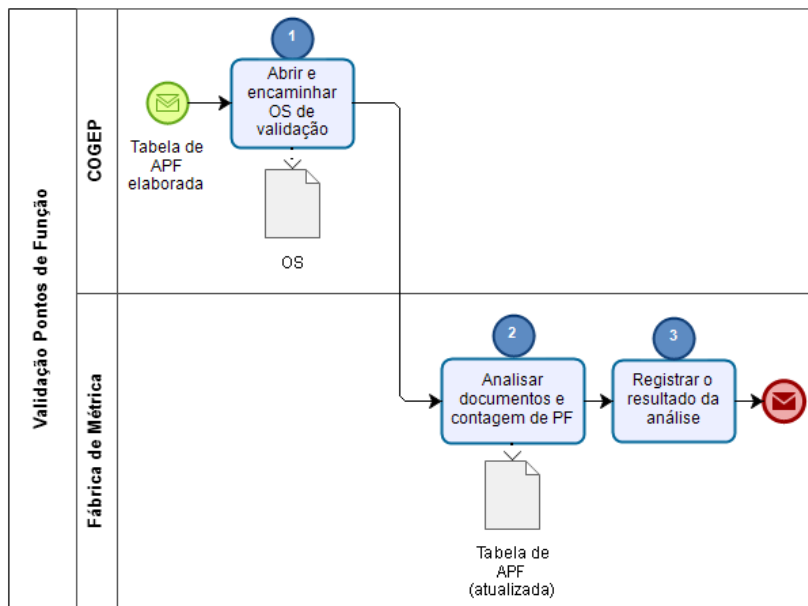 Validação Pontos de Função
COGEP
Tabela de
APF
elaborada
1
Abrir e
encaminhar
OS de
validação
OS
Fábrica de Métrica
2
Analisar
documentos e
contagem de PF
Tabela de
APF
(atualizada)
3
Registrar o
resultado da
análise